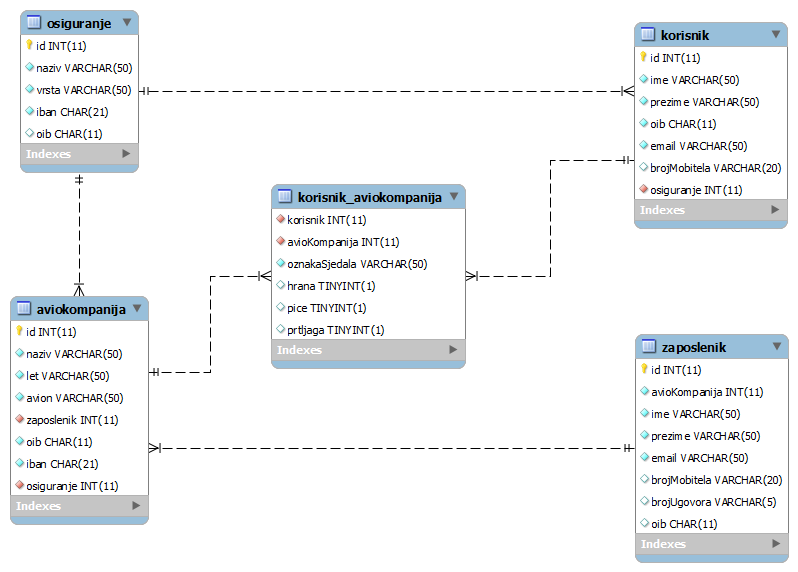 osiguranje
id INT(11)
naziv VARCHAR(50)
vrsta VARCHAR(50)
iban CHAR(21)
oib CHAR(11)
Indexes
korisnik
id INT(11)
ime VARCHAR(50)
prezime VARCHAR(50)
oib CHAR(11)
email VARCHAR(50)
brojMobitela VARCHAR(20)
osiguranje INT(11)
Indexes
korisnik_aviokompanija
korisnik INT(11)
avioKompanija INT(11)
oznakaSjedala VARCHAR(50)
hrana TINYINT(1)
pice TINYINT(1)
prtljaga TINYINT(1)
Indexes
aviokompanija
id INT(11)
naziv VARCHAR(50)
let VARCHAR(50)
avion VARCHAR(50)
zaposlenik INT(11)
oib CHAR(11)
iban CHAR(21)
osiguranje INT(11)
Indexes
zaposlenik
id INT(11)
avioKompanija INT(11)
ime VARCHAR(50)
prezime VARCHAR(50)
email VARCHAR(50)
brojMobitela VARCHAR(20)
brojUgovora VARCHAR(5)
oib CHAR(11)
Indexes